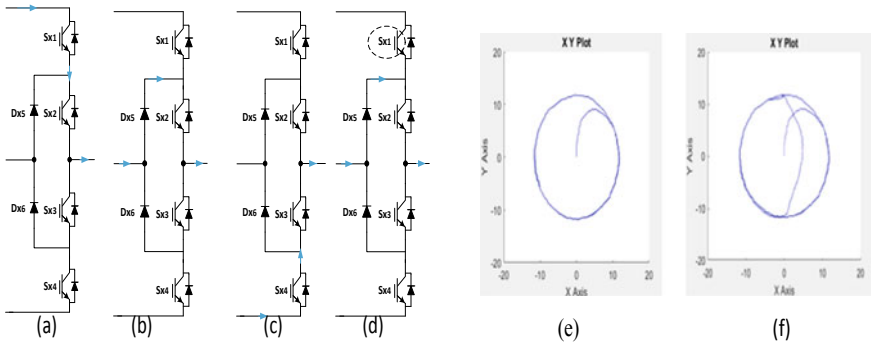 Sx1
Dx5
Sx2
Dx6
Sx3
Sx4
(a)
Sx1
Dx5
Sx2
Dx6
Sx3
Sx4
(b)
Sx1
Dx5
Sx2
Dx6
Sx3
Sx4
(c)
Sx1
Dx5
Sx2
Dx6
Sx3
Sx4
(d)
X Y Plot
20
10
0
-10
-20
Y Axis
-20
-10
0
10
20
X Axis
(e)
X Y Plot
20
10
0
-10
-20
Y Axis
-20
-10
0
10
20
X Axis
(f)